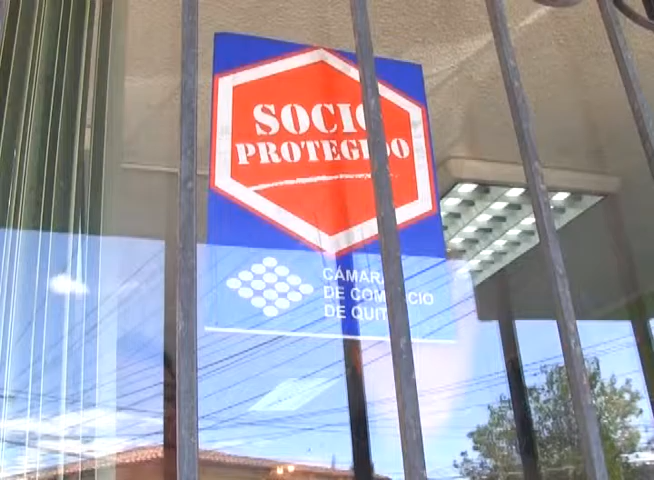 SOCIO
PROTEGIDO
CÁMARA
DE COMERCIO
DE QUITO